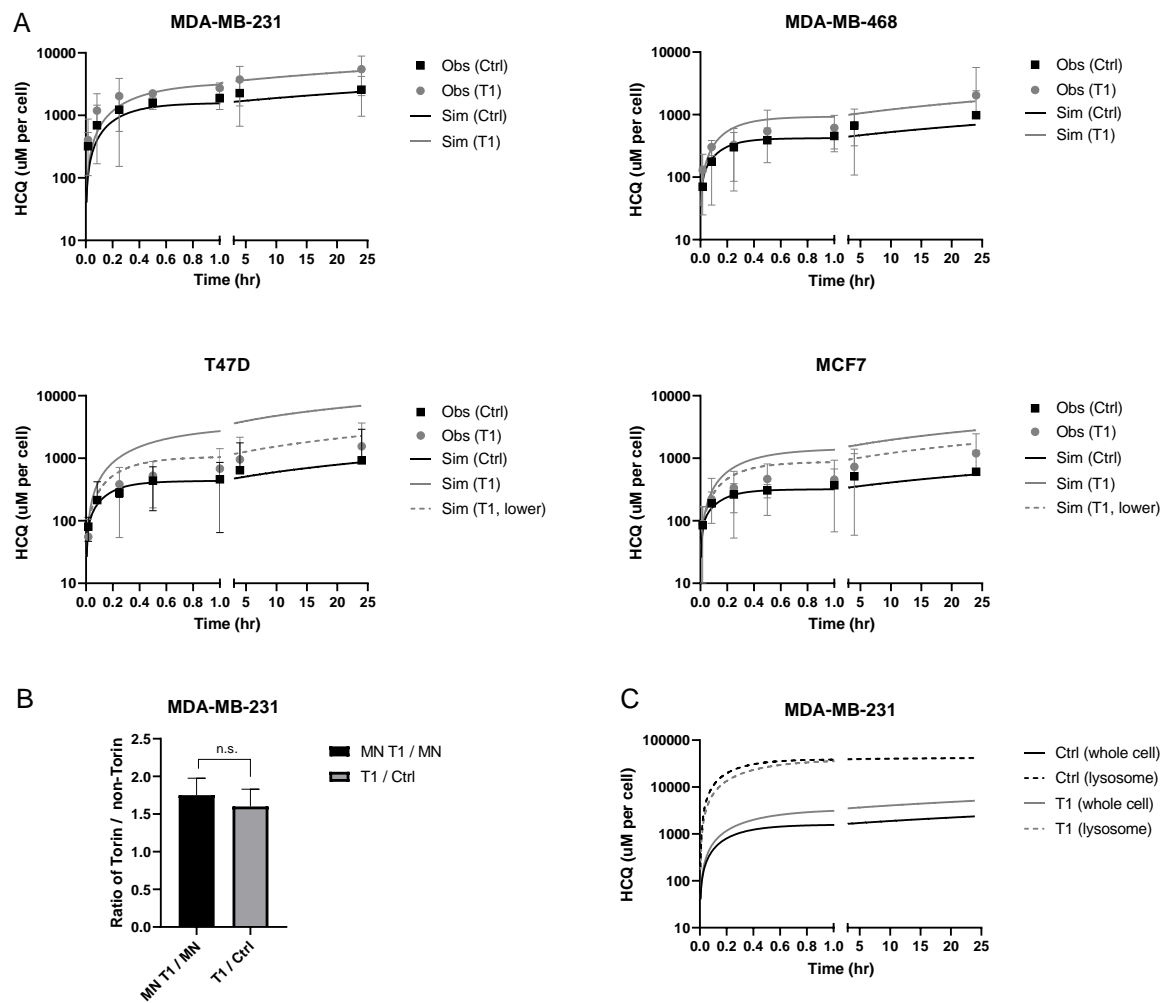 A
MDA-MB-231
HCQ (uM per cell)
10000
1000
100
10
0.0 0.2 0.4 0.6 0.8 1.0 5 10 15 20 25
Time (hr)
Obs (Ctrl)
Obs (T1)
Sim (Ctrl)
Sim (T1)
MDA-MB-468
HCQ (uM per cell)
10000
1000
100
10
0.0 0.2 0.4 0.6 0.8 1.0 5 10 15 20 25
Time (hr)
Obs (Ctrl)
Obs (T1)
Sim (Ctrl)
Sim (T1)
T47D
HCQ (uM per cell)
10000
1000
100
10
0.0 0.2 0.4 0.6 0.8 1.0 5 10 15 20 25
Time (hr)
Obs (Ctrl)
Obs (T1)
Sim (Ctrl)
Sim (T1)
Sim (T1, lower)
MCF7
HCQ (uM per cell)
10000
1000
100
10
0.0 0.2 0.4 0.6 0.8 1.0 5 10 15 20 25
Time (hr)
Obs (Ctrl)
Obs (T1)
Sim (Ctrl)
Sim (T1)
Sim (T1, lower)
B
MDA-MB-231
Ratio of Torin / non-Torin
2.5
2.0
1.5
1.0
0.5
0.0
n.s.
MN T1 / MN
T1 / Ctrl
MN T1 / MN
T1 / Ctrl
C
MDA-MB-231
HCQ (uM per cell)
100000
10000
1000
100
10
0.0 0.2 0.4 0.6 0.8 1.0 5 10 15 20 25
Time (hr)
Ctrl (whole cell)
Ctrl (lysosome)
T1 (whole cell)
T1 (lysosome)